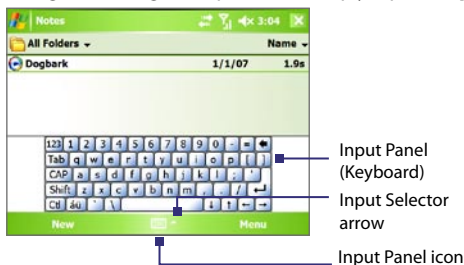 Notes 3:04
All Folders Name
Dogbark 1/1/07 1.9s
123 1 2 3 4 5 6 7 8 9 0 - = 
Tab q w e r t y u i o p [ ]
CAP a s d f g h j k l ; '
Shift z x c v b n m , . /
Ctl áü ` \
New Menu
Input Panel
(Keyboard)
Input Selector
arrow
Input Panel icon